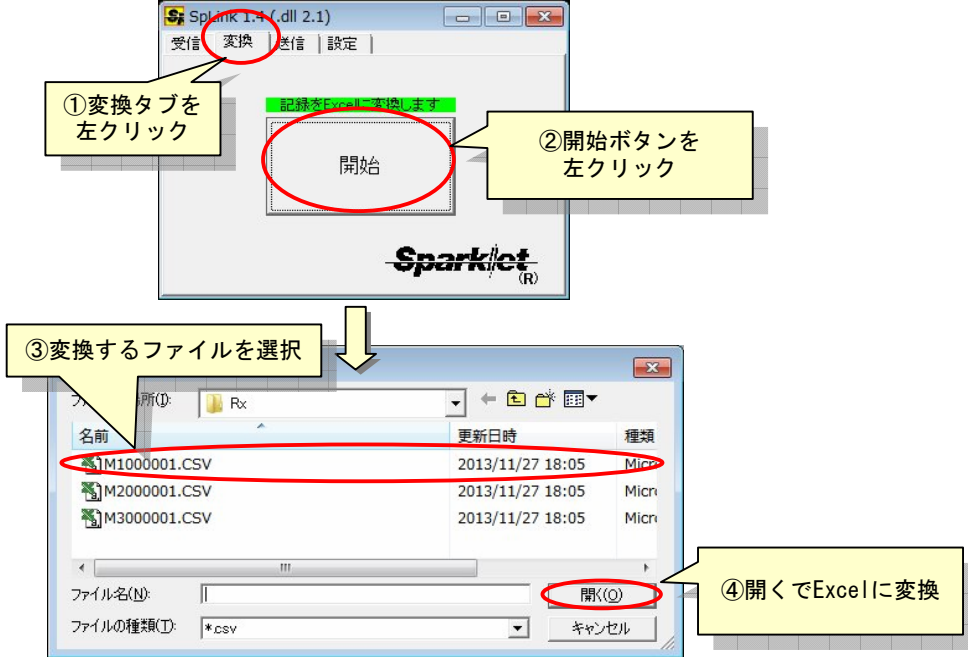 SpLink 1.4 (.dll 2.1)
受信 変換 送信 設定
①変換タブを
左クリック
記録をExcelに変換します
②開始ボタンを
左クリック
開始
Sparklet
(R)
③変換するファイルを選択
Rx
名前 更新日時 種類
M1000001.CSV 2013/11/27 18:05 Micr
M2000001.CSV 2013/11/27 18:05 Micr
M3000001.CSV 2013/11/27 18:05 Micr
ファイル名(N): 開く(O)
④開くでExcelに変換
ファイルの種類(T): *.csv キャンセル